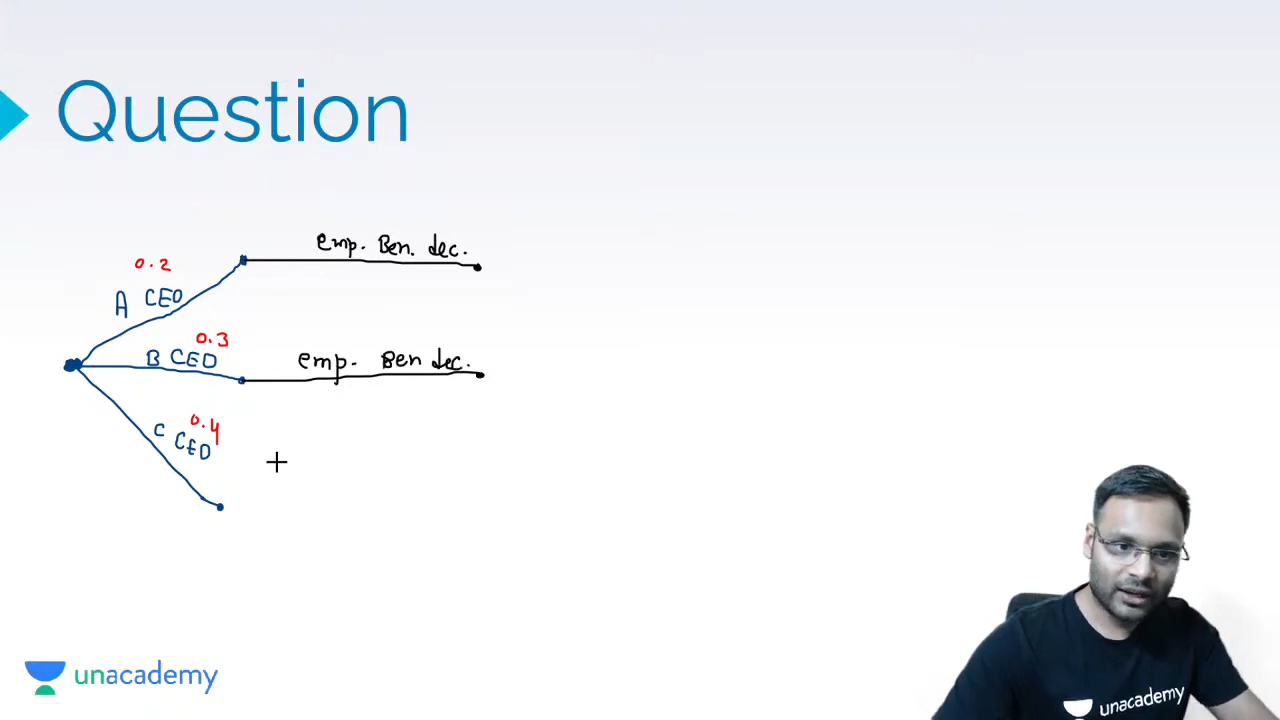 Question
emp. Ben. dec.
0.2
A CEO
0.3
B CEO
emp. Ben dec.
0.4
C CEO
unacademy
unacademy